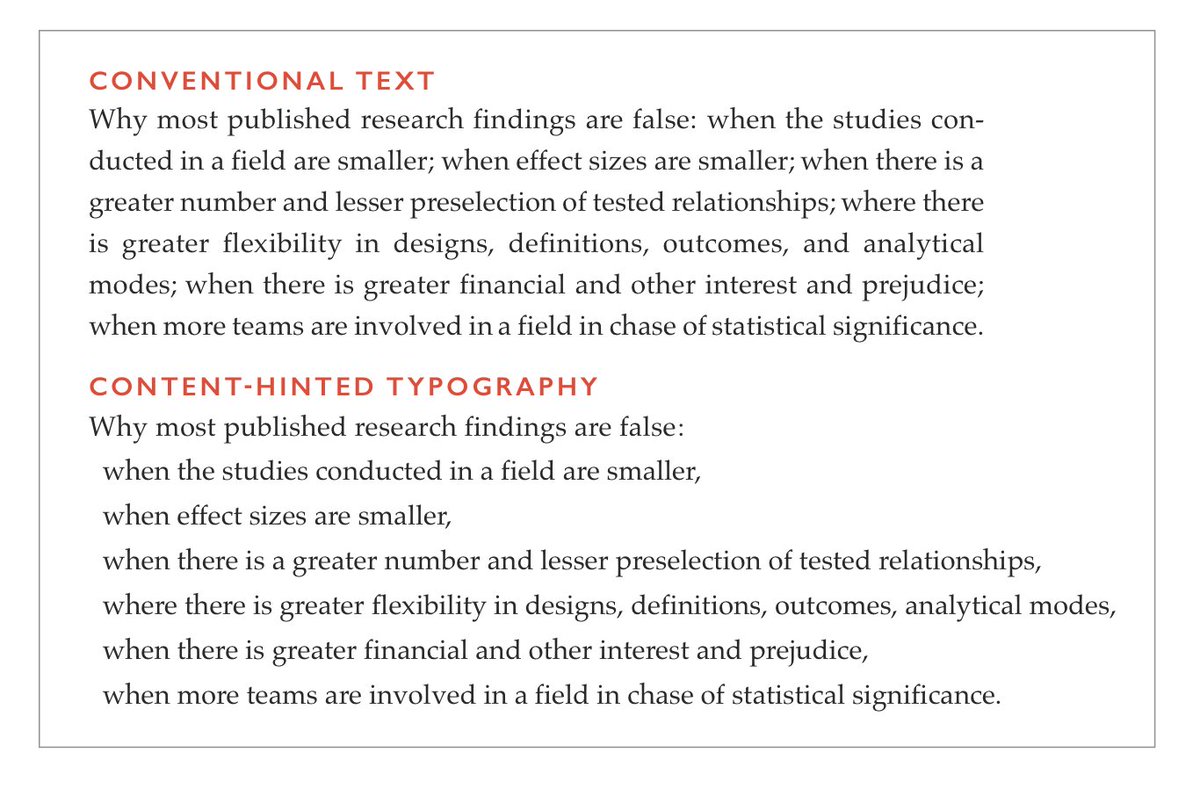 CONVENTIONAL TEXT
Why most published research findings are false: when the studies con-
ducted in a field are smaller; when effect sizes are smaller; when there is a
greater number and lesser preselection of tested relationships; where there
is greater flexibility in designs, definitions, outcomes, and analytical
modes; when there is greater financial and other interest and prejudice;
when more teams are involved in a field in chase of statistical significance.
CONTENT-HINTED TYPOGRAPHY
Why most published research findings are false:
when the studies conducted in a field are smaller,
when effect sizes are smaller,
when there is a greater number and lesser preselection of tested relationships,
where there is greater flexibility in designs, definitions, outcomes, analytical modes,
when there is greater financial and other interest and prejudice,
when more teams are involved in a field in chase of statistical significance.